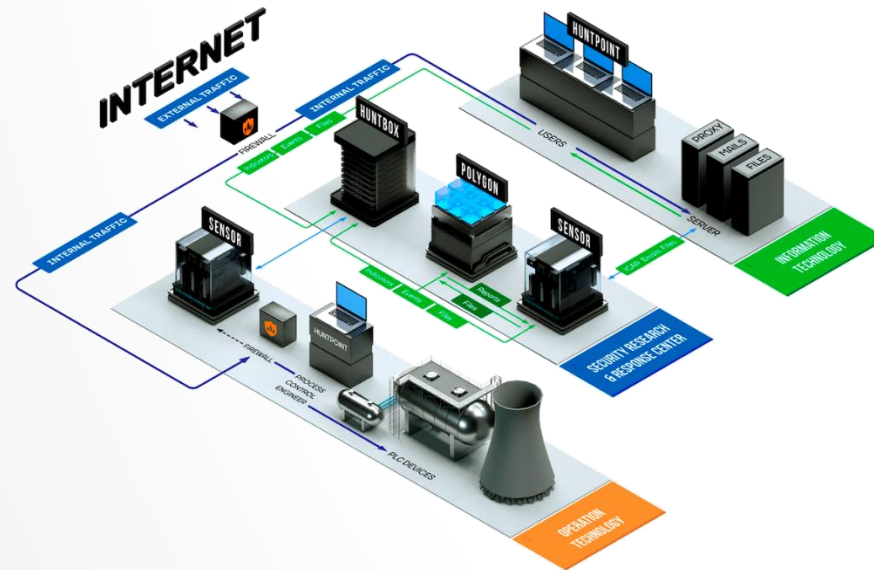 INTERNET
EXTERNAL TRAFFIC
FIREWALL
INTERNAL TRAFFIC
Indicators
Events
Files
HUNTPOINT
USERS
PROXY
MAILS
FILES
SERVER
INFORMATION
TECHNOLOGY
HUNTBOX
POLYGON
SENSOR
ICAP Emails Files
Indicators
Events
Files
Reports
Files
SECURITY RESEARCH
& RESPONSE CENTER
INTERNAL TRAFFIC
SENSOR
FIREWALL
HUNTPOINT
PROCESS
CONTROL
ENGINEER
PLC DEVICES
OPERATION
TECHNOLOGY